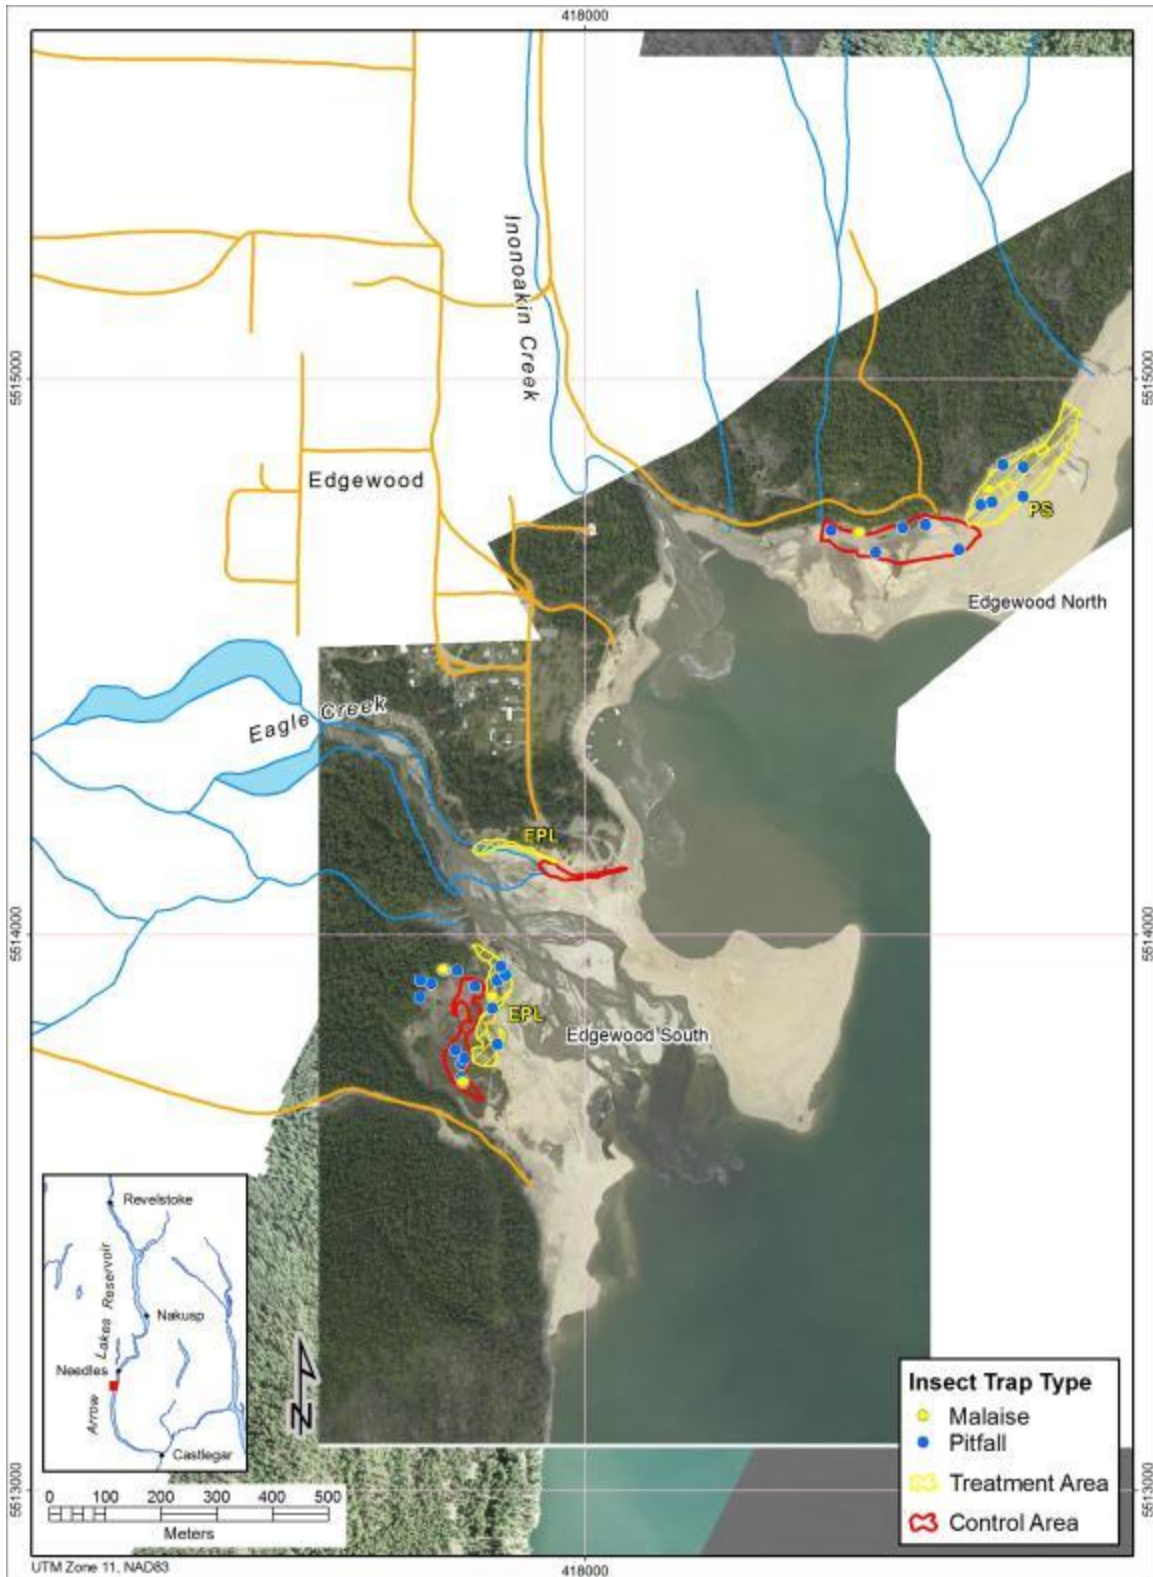 418000
Inonoakin Creek
5515000
5515000
Edgewood
PS
Edgewood North
Eagle Creek
EPL
5514000
5514000
EPL
Edgewood South
Revelstoke
Arrow Lakes Reservoir
Nakusp
Needles
Castlegar
N
Insect Trap Type
Malaise
Pitfall
Treatment Area
Control Area
5513000
5513000
0 100 200 300 400 500
Meters
UTM Zone 11, NAD83
418000